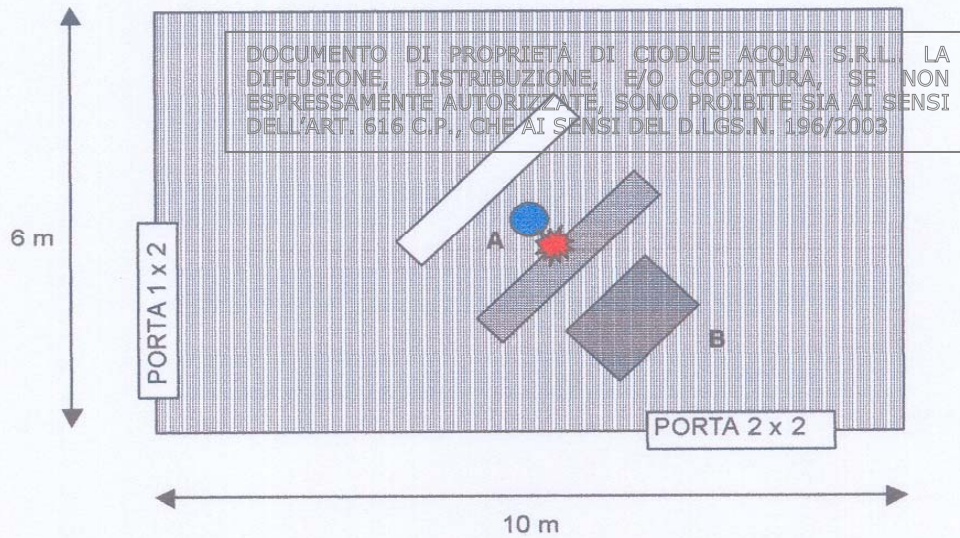 DOCUMENTO DI PROPRIETÀ DI CIODUE ACQUA S.R.L. LA
DIFFUSIONE, DISTRIBUZIONE, E/O COPIATURA, SE NON
ESPRESSAMENTE AUTORIZZATE, SONO PROIBITE SIA AI SENSI
DELL'ART. 616 C.P., CHE AI SENSI DEL D.LGS.N. 196/2003
6 m
A
PORTA 1 x 2
B
PORTA 2 x 2
10 m